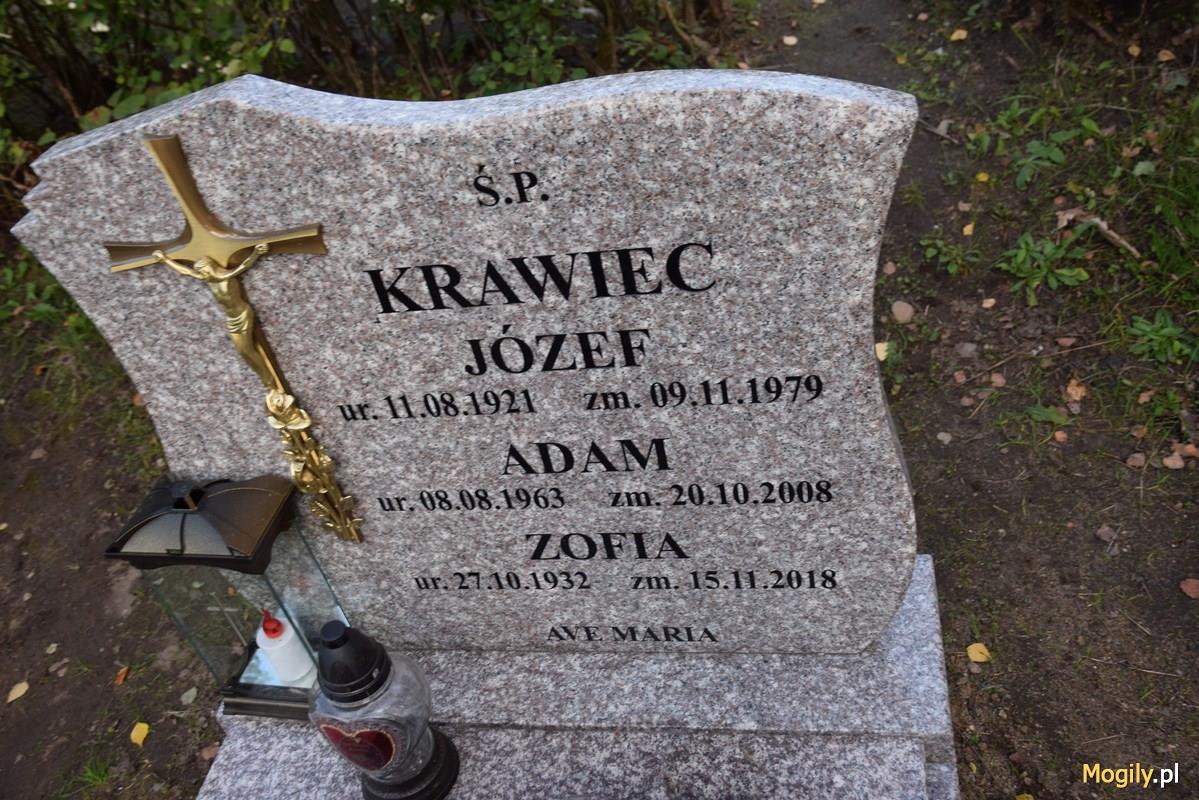 Ś.P.
KRAWIEC
JÓZEF
ur. 11.08.1921 zm. 09.11.1979
ADAM
ur. 08.08.1963 zm. 20.10.2008
ZOFIA
ur. 27.10.1932 zm. 15.11.2018
AVE MARIA
Mogily.pl